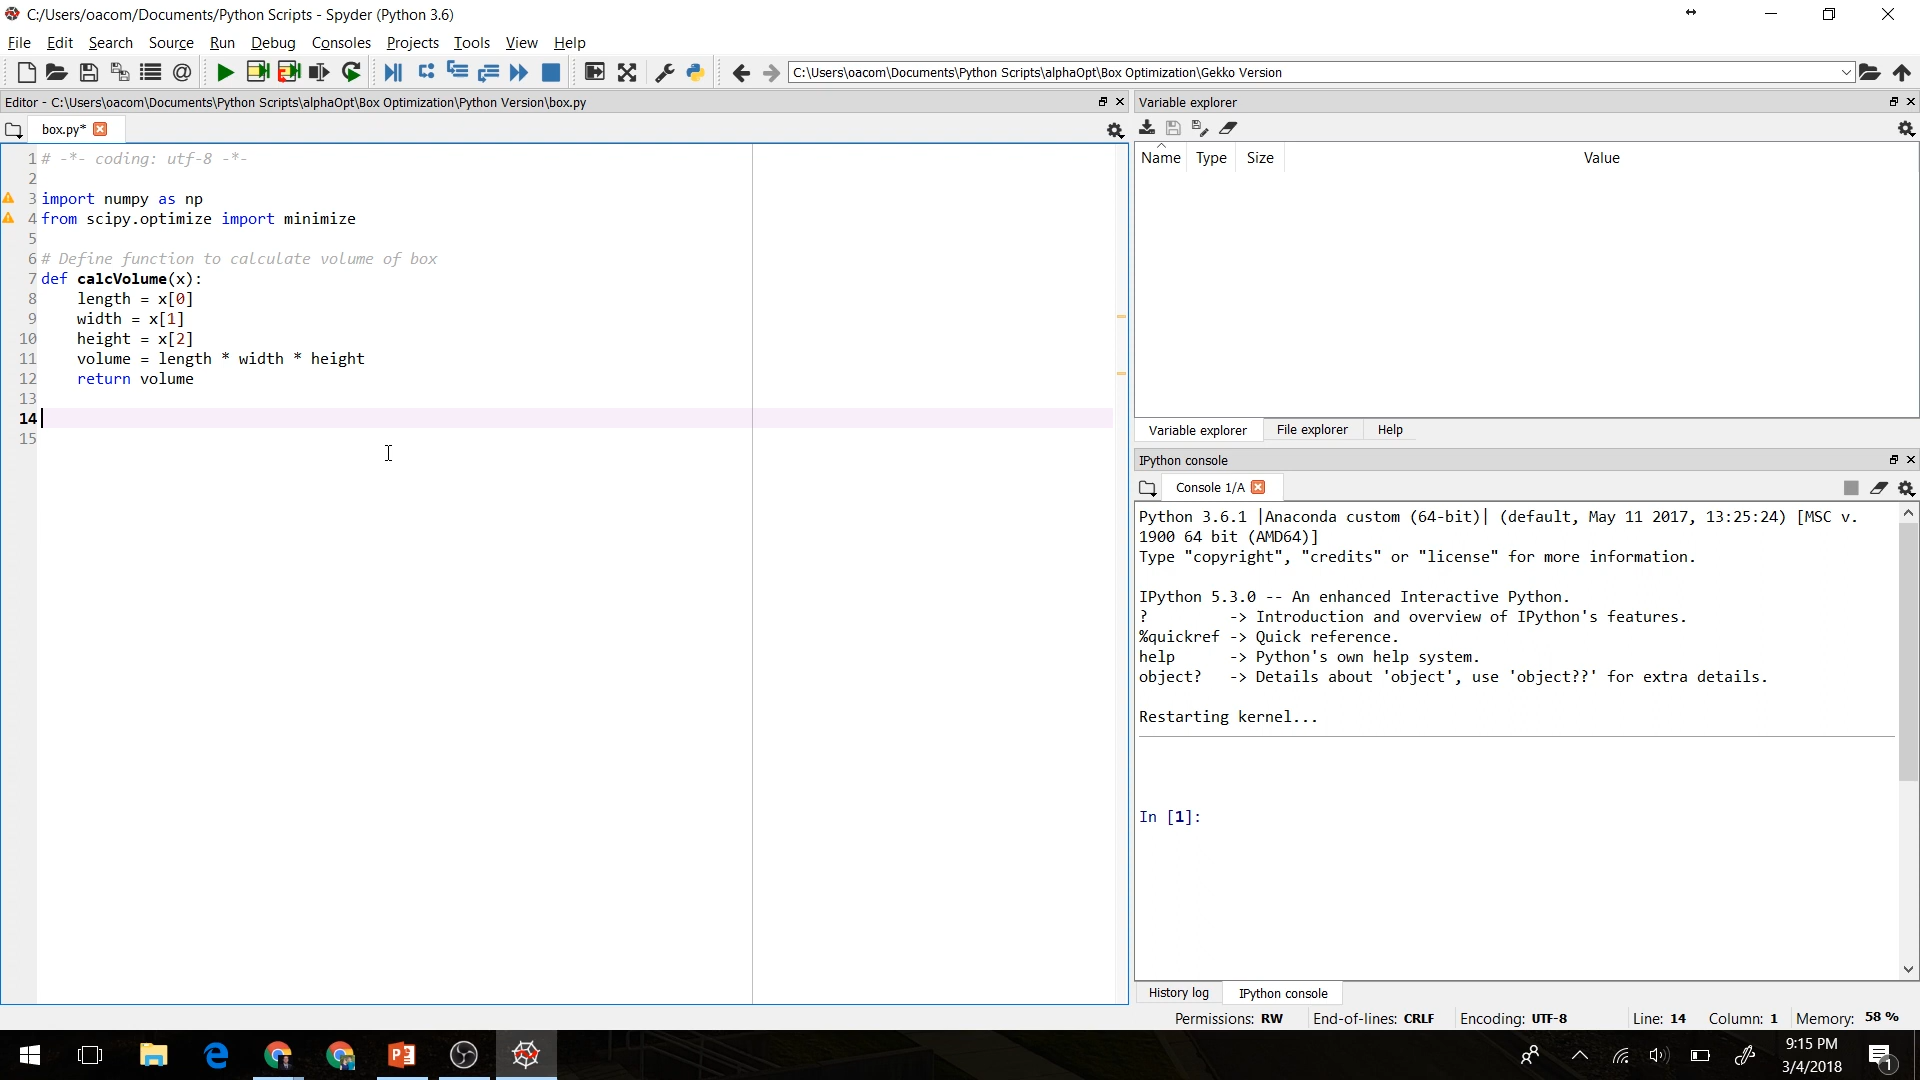 C:/Users/oacom/Documents/Python Scripts - Spyder (Python 3.6)
File Edit Search Source Run Debug Consoles Projects Tools View Help
C:\Users\oacom\Documents\Python Scripts\alphaOpt\Box Optimization\Gekko Version
Editor - C:\Users\oacom\Documents\Python Scripts\alphaOpt\Box Optimization\Python Version\box.py
box.py*
1 # -*- coding: utf-8 -*-
2
3 import numpy as np
4 from scipy.optimize import minimize
5
6 # Define function to calculate volume of box
7 def calcVolume(x):
8     length = x[0]
9     width = x[1]
10     height = x[2]
11     volume = length * width * height
12     return volume
13
14
15
Variable explorer
Name Type Size Value
Variable explorer File explorer Help
IPython console
Console 1/A
Python 3.6.1 |Anaconda custom (64-bit)| (default, May 11 2017, 13:25:24) [MSC v.
1900 64 bit (AMD64)]
Type "copyright", "credits" or "license" for more information.
IPython 5.3.0 -- An enhanced Interactive Python.
?         -> Introduction and overview of IPython's features.
%quickref -> Quick reference.
help      -> Python's own help system.
object?   -> Details about 'object', use 'object??' for extra details.
Restarting kernel...
In [1]:
History log IPython console
Permissions: RW End-of-lines: CRLF Encoding: UTF-8 Line: 14 Column: 1 Memory: 58 %
9:15 PM
3/4/2018
1